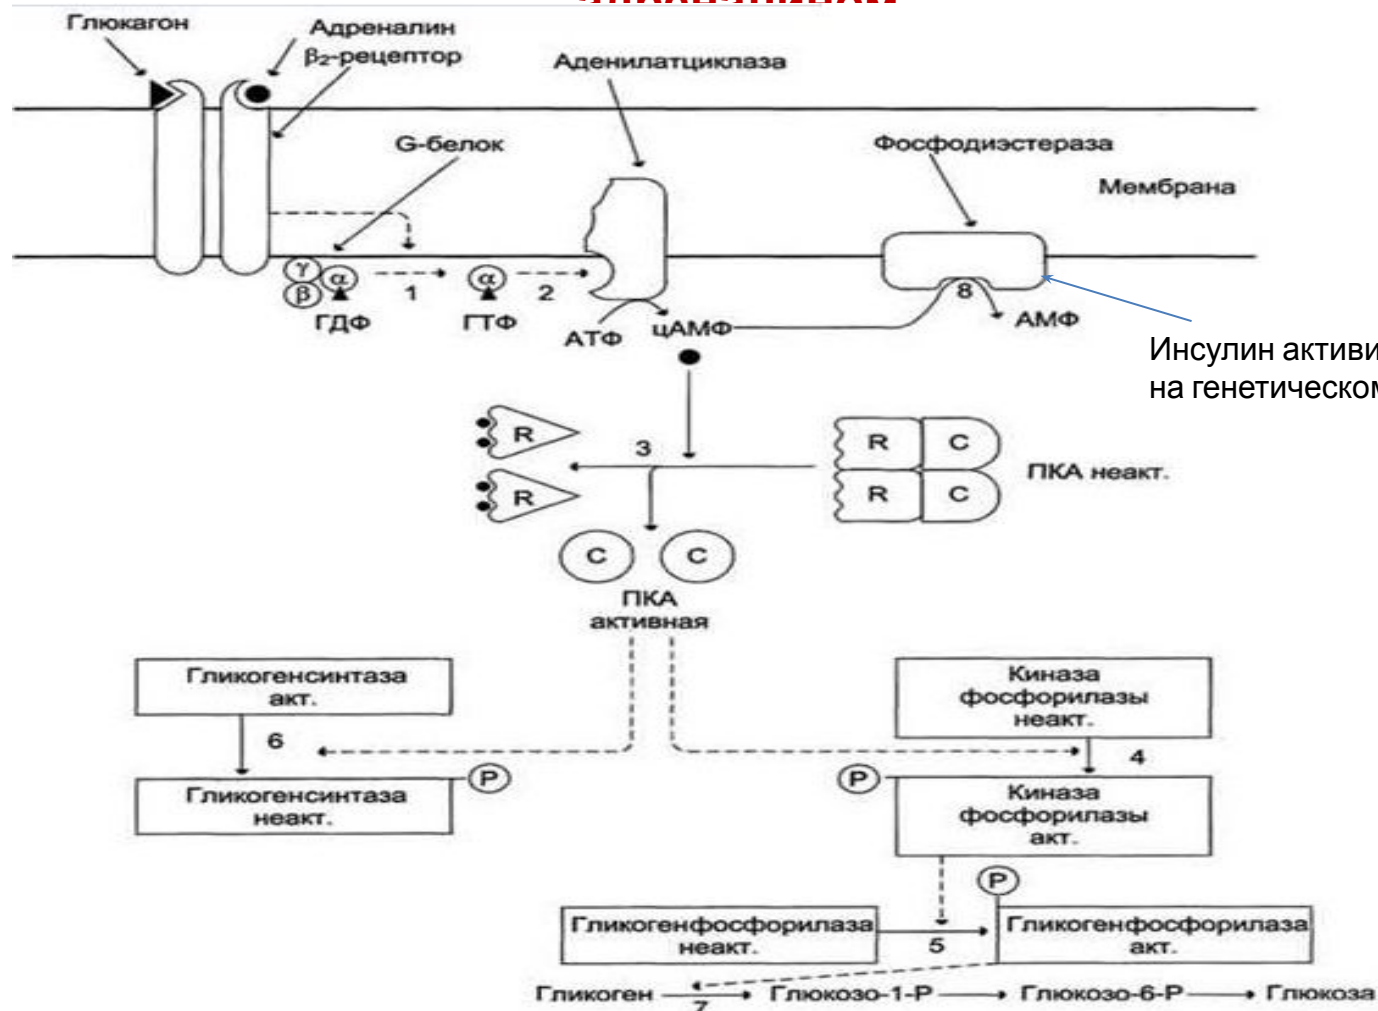 Глюкагон
Адреналин
β₂-рецептор
Аденилатциклаза
G-белок
Фосфодиэстераза
Мембрана
γ
β
α
1
α
2
8
ГДФ
ГТФ
АТФ
цАМФ
АМФ
Инсулин
на
R
R
3
R
C
R
C
ПКА неакт.
C
C
ПКА
активная
Гликогенсинтаза
акт.
Киназа
фосфорилазы
неакт.
6
4
P
P
Гликогенсинтаза
неакт.
Киназа
фосфорилазы
акт.
P
Гликогенфосфорилаза
неакт.
5
Гликогенфосфорилаза
акт.
Гликоген
7
Глюкозо-1-P
Глюкозо-6-P
Глюкоза